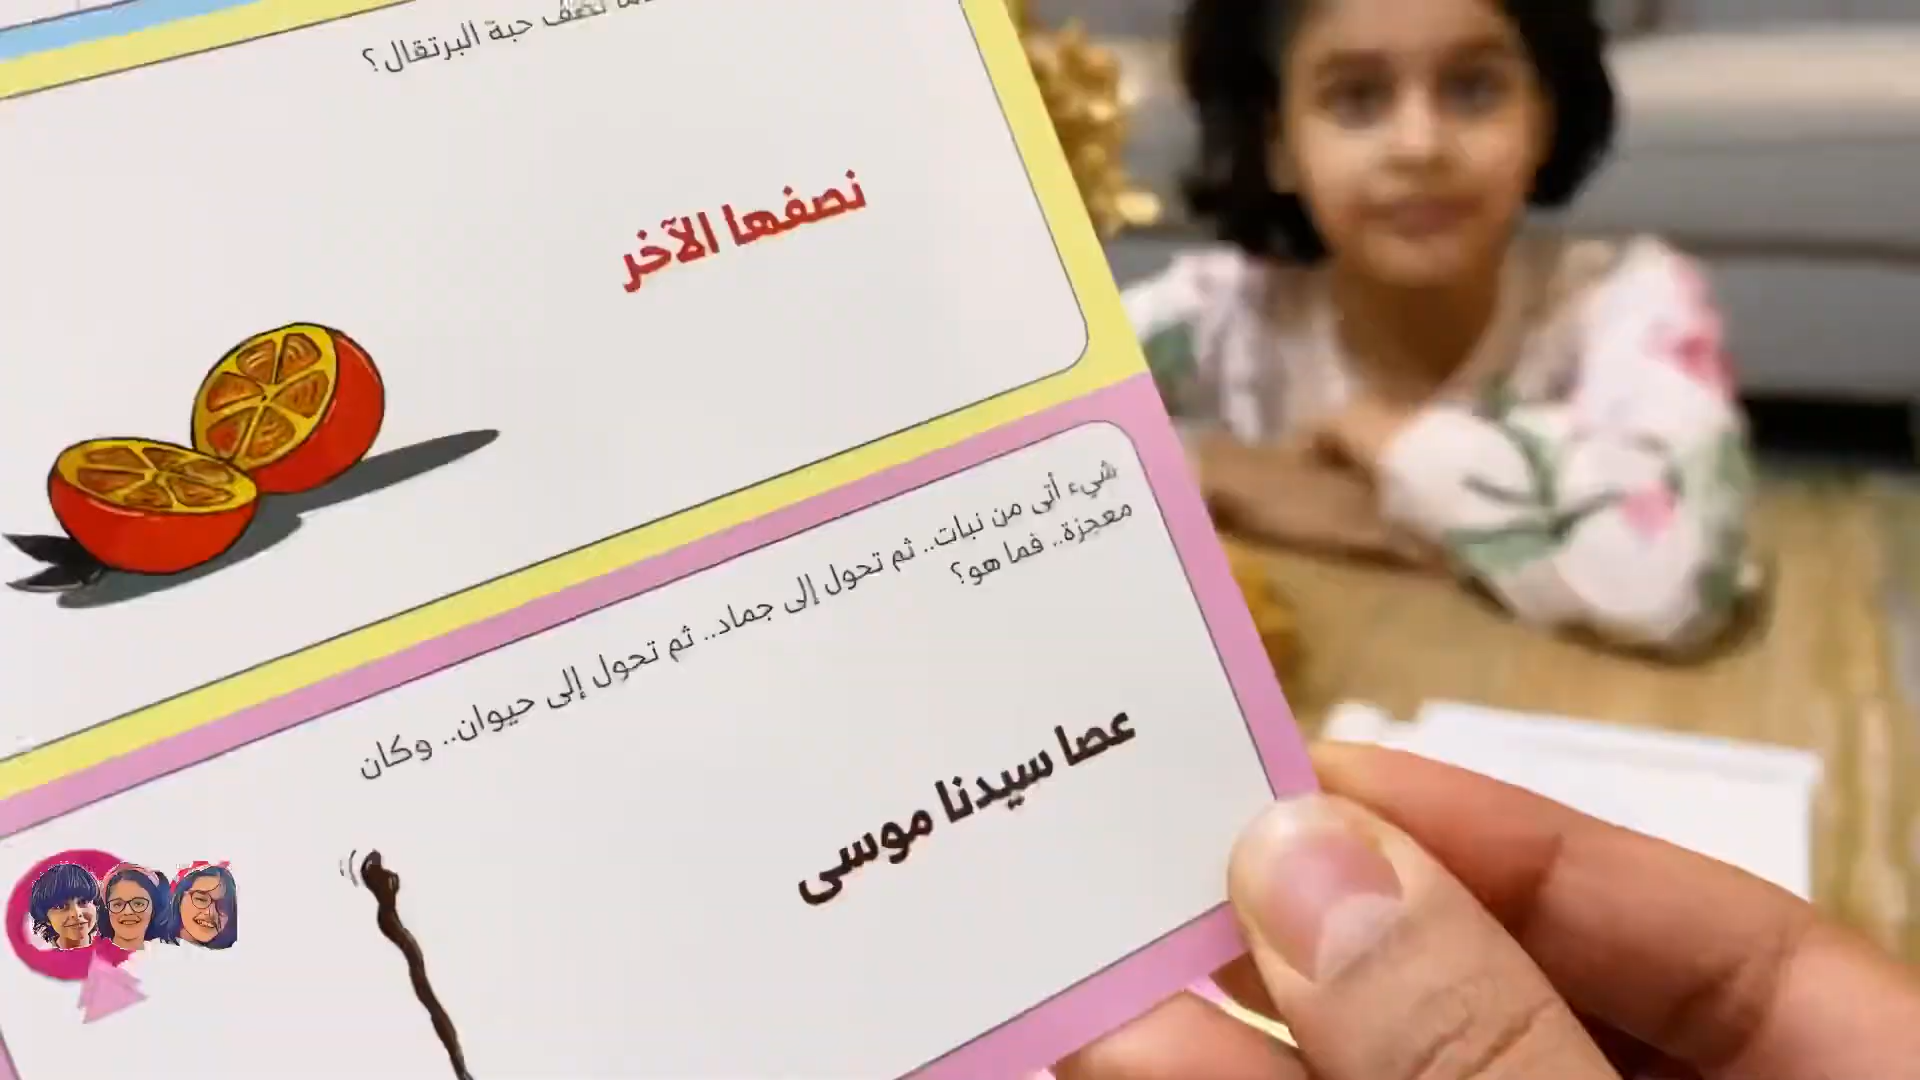 نصف حبة البرتقال؟
نصفها الآخر
شيء أتى من نبات.. ثم تحول إلى جماد.. ثم تحول إلى حيوان.. وكان
معجزة.. فما هو؟
عصا سيدنا موسى